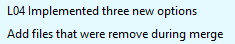 L04 Implemented three new options
Add files that were remove during merge